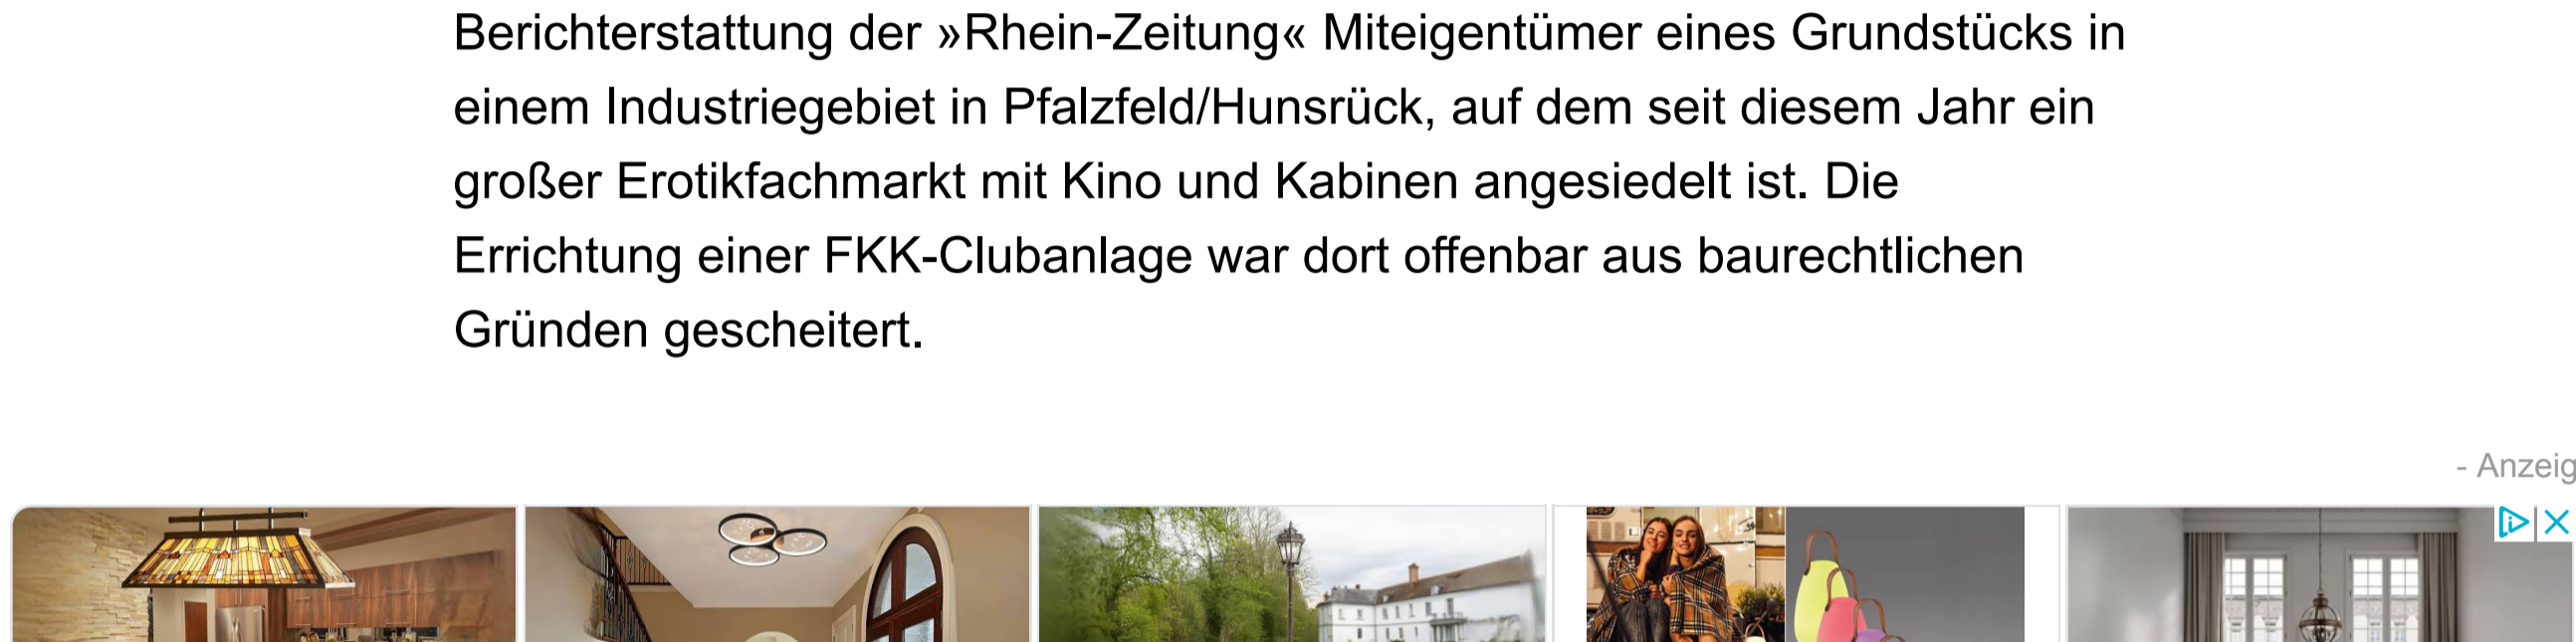 Berichterstattung der »Rhein-Zeitung« Miteigentümer eines Grundstücks in
einem Industriegebiet in Pfalzfeld/Hunsrück, auf dem seit diesem Jahr ein
großer Erotikfachmarkt mit Kino und Kabinen angesiedelt ist. Die
Errichtung einer FKK-Clubanlage war dort offenbar aus baurechtlichen
Gründen gescheitert.
- Anzeig